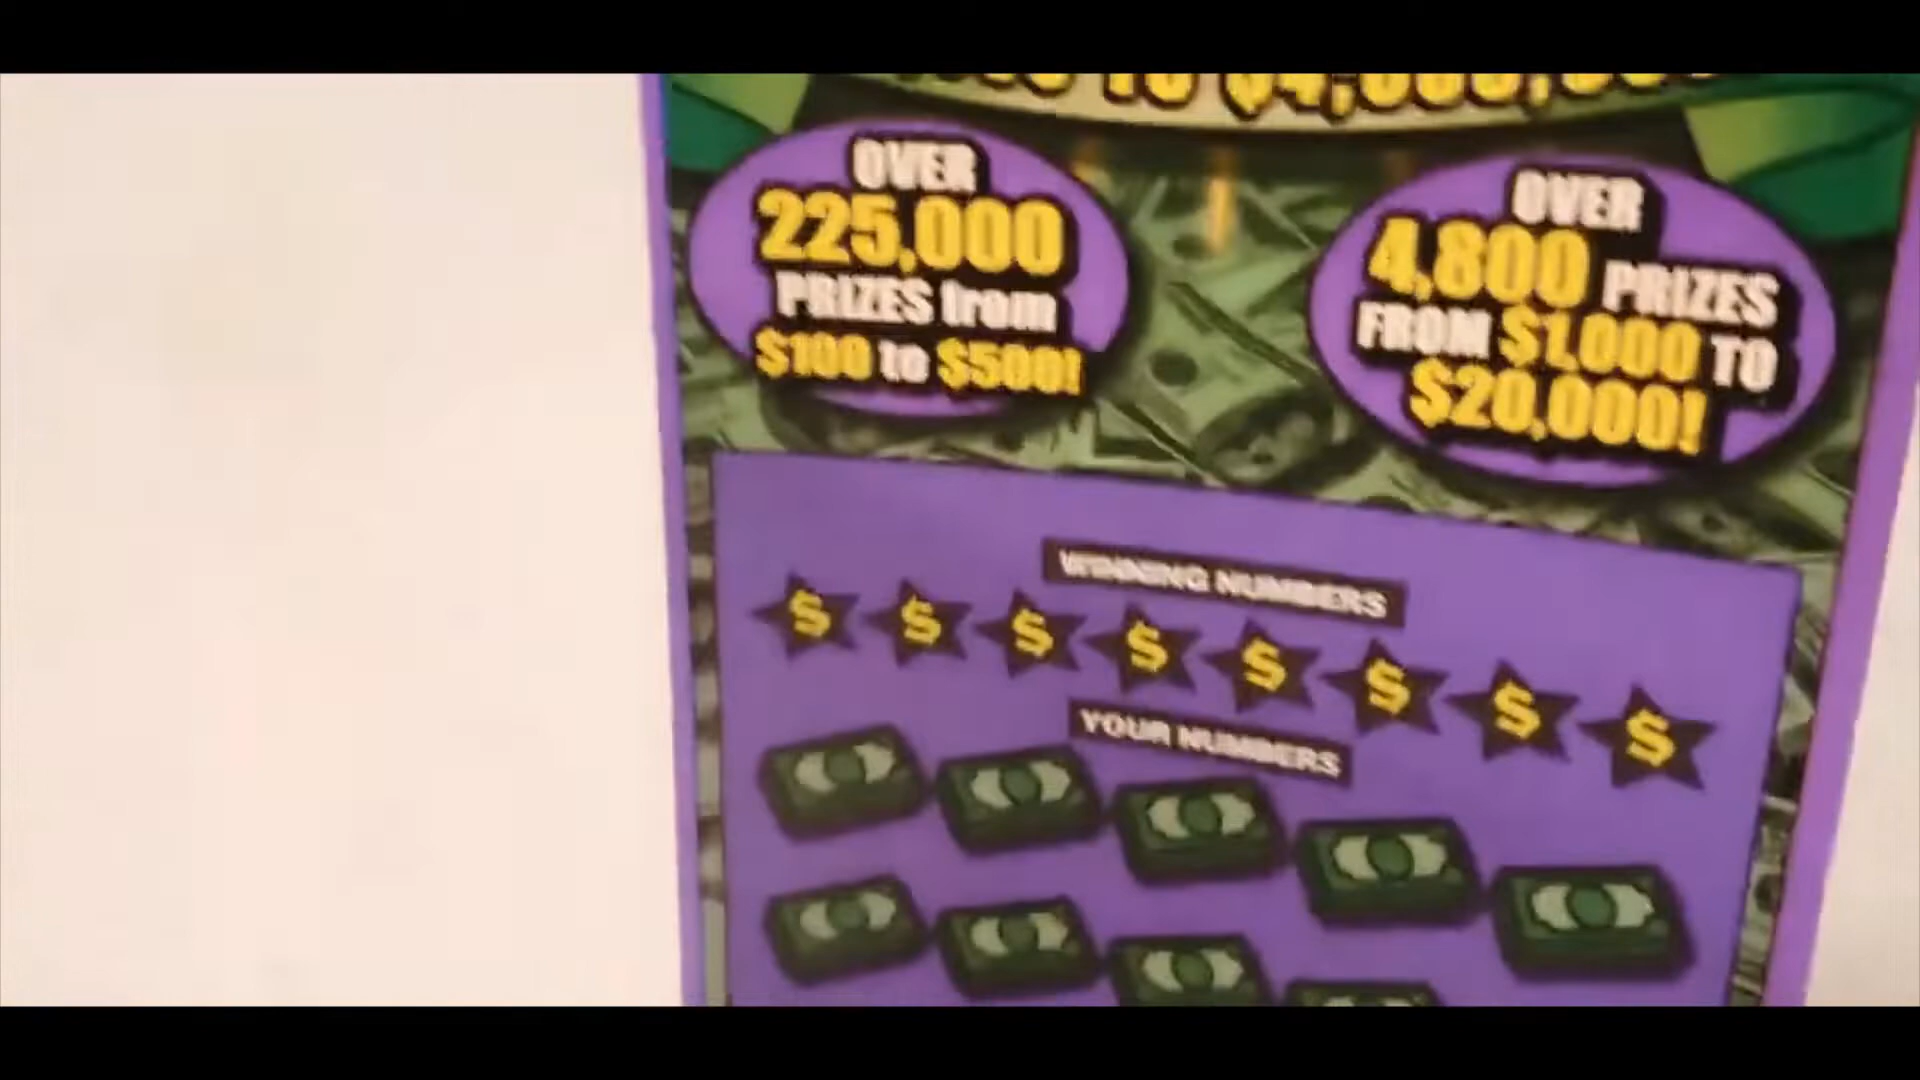 TO
OVER
225,000
PRIZES from
$100 to $500!
OVER
4,800 PRIZES
FROM $1,000 TO
$20,000!
WINNING NUMBERS
$ $ $ $ $ $ $ $
YOUR NUMBERS